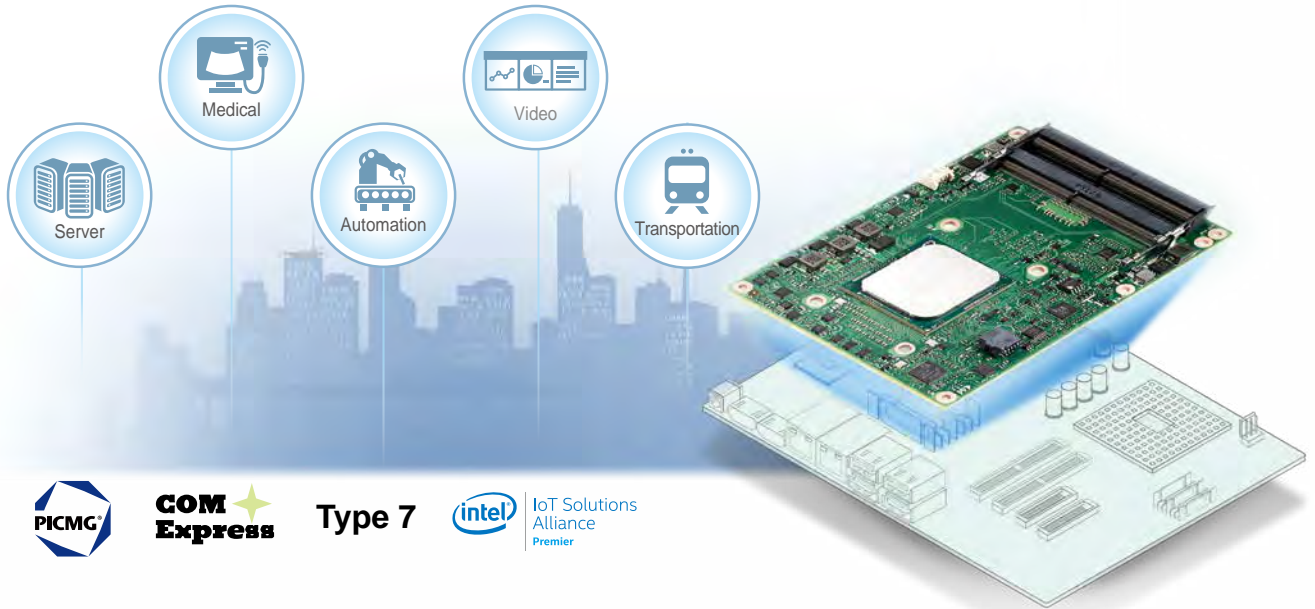 Medical
Video
Server
Automation
Transportation
PICMG®
COM
Express
Type 7
intel®
IoT Solutions
Alliance
Premier